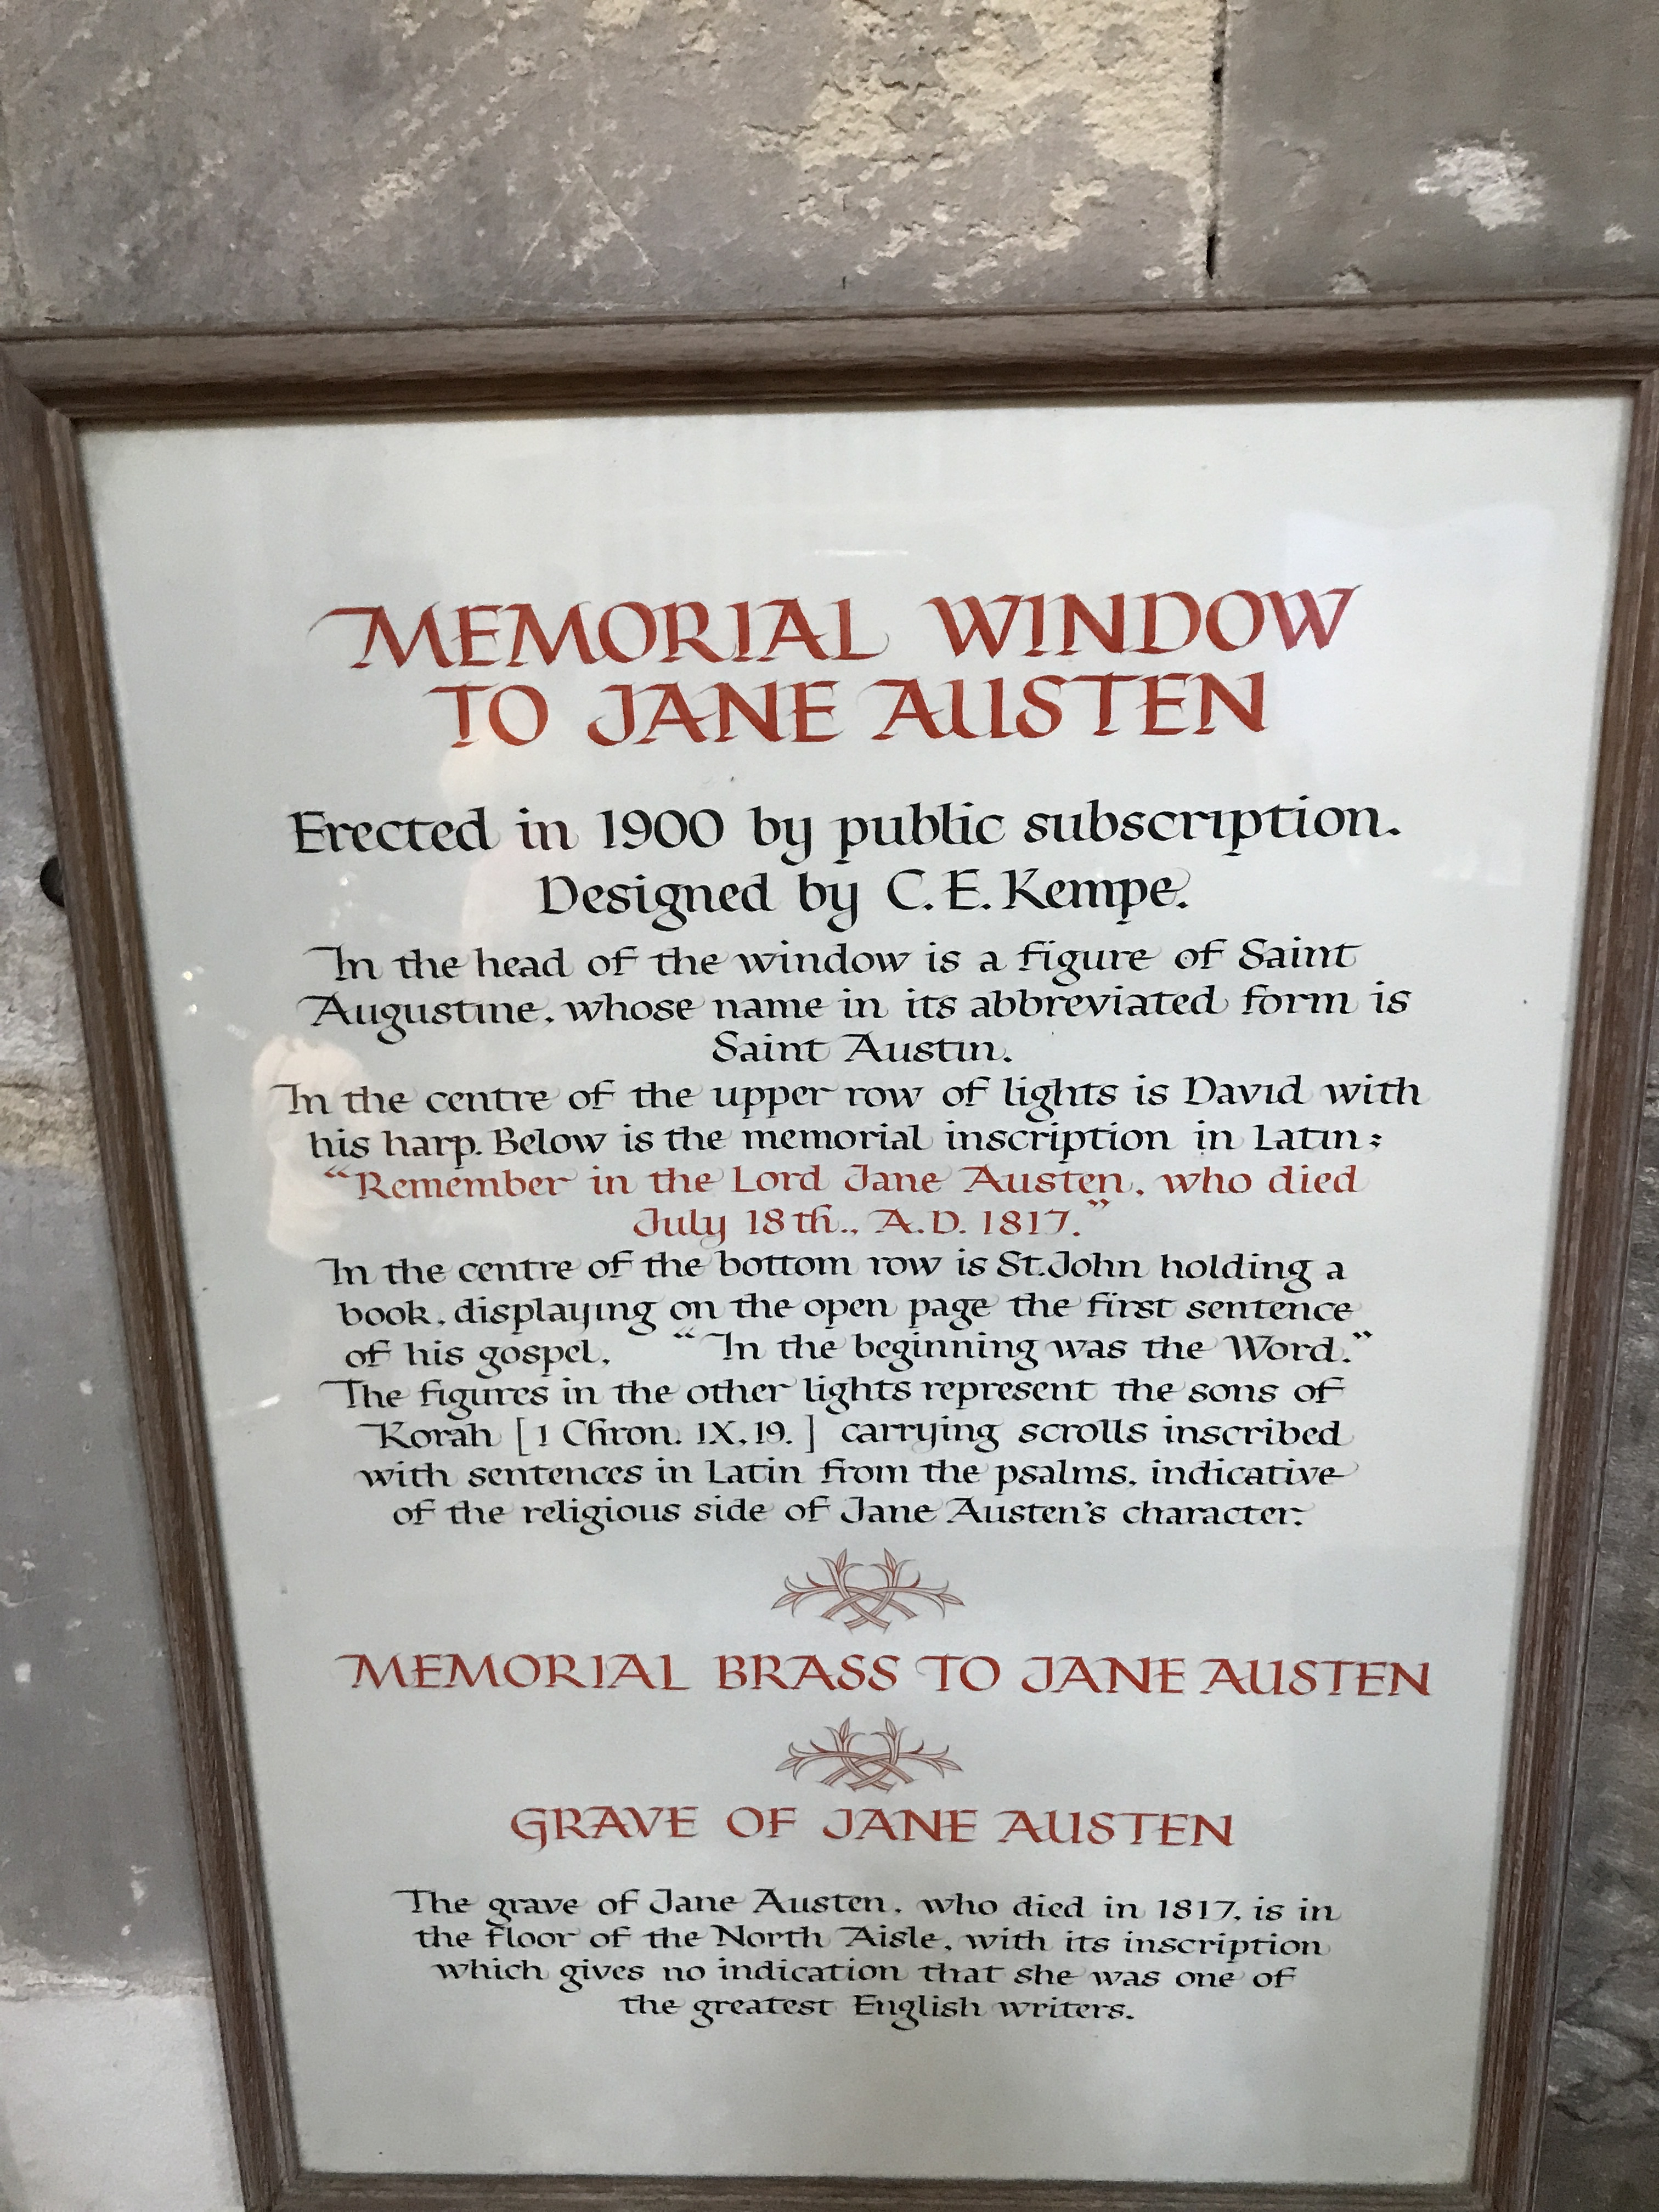 MEMORIAL WINDOW
TO JANE AUSTEN
Erected in 1900 by public subscription.
Designed by C.E. Kempe.
In the head of the window is a figure of Saint
Augustine, whose name in its abbreviated form is
Saint Austin.
In the centre of the upper row of lights is David with
his harp. Below is the memorial inscription in Latin:
“Remember in the Lord Jane Austen, who died
July 18th., A.D. 1817.”
In the centre of the bottom row is St.John holding a
book, displaying on the open page the first sentence
of his gospel, “In the beginning was the Word.”
The figures in the other lights represent the sons of
Korah [1 Chron. IX, 19.] carrying scrolls inscribed
with sentences in Latin from the psalms, indicative
of the religious side of Jane Austen's character.
MEMORIAL BRASS TO JANE AUSTEN
GRAVE OF JANE AUSTEN
The grave of Jane Austen, who died in 1817, is in
the floor of the North Aisle, with its inscription
which gives no indication that she was one of
the greatest English writers.